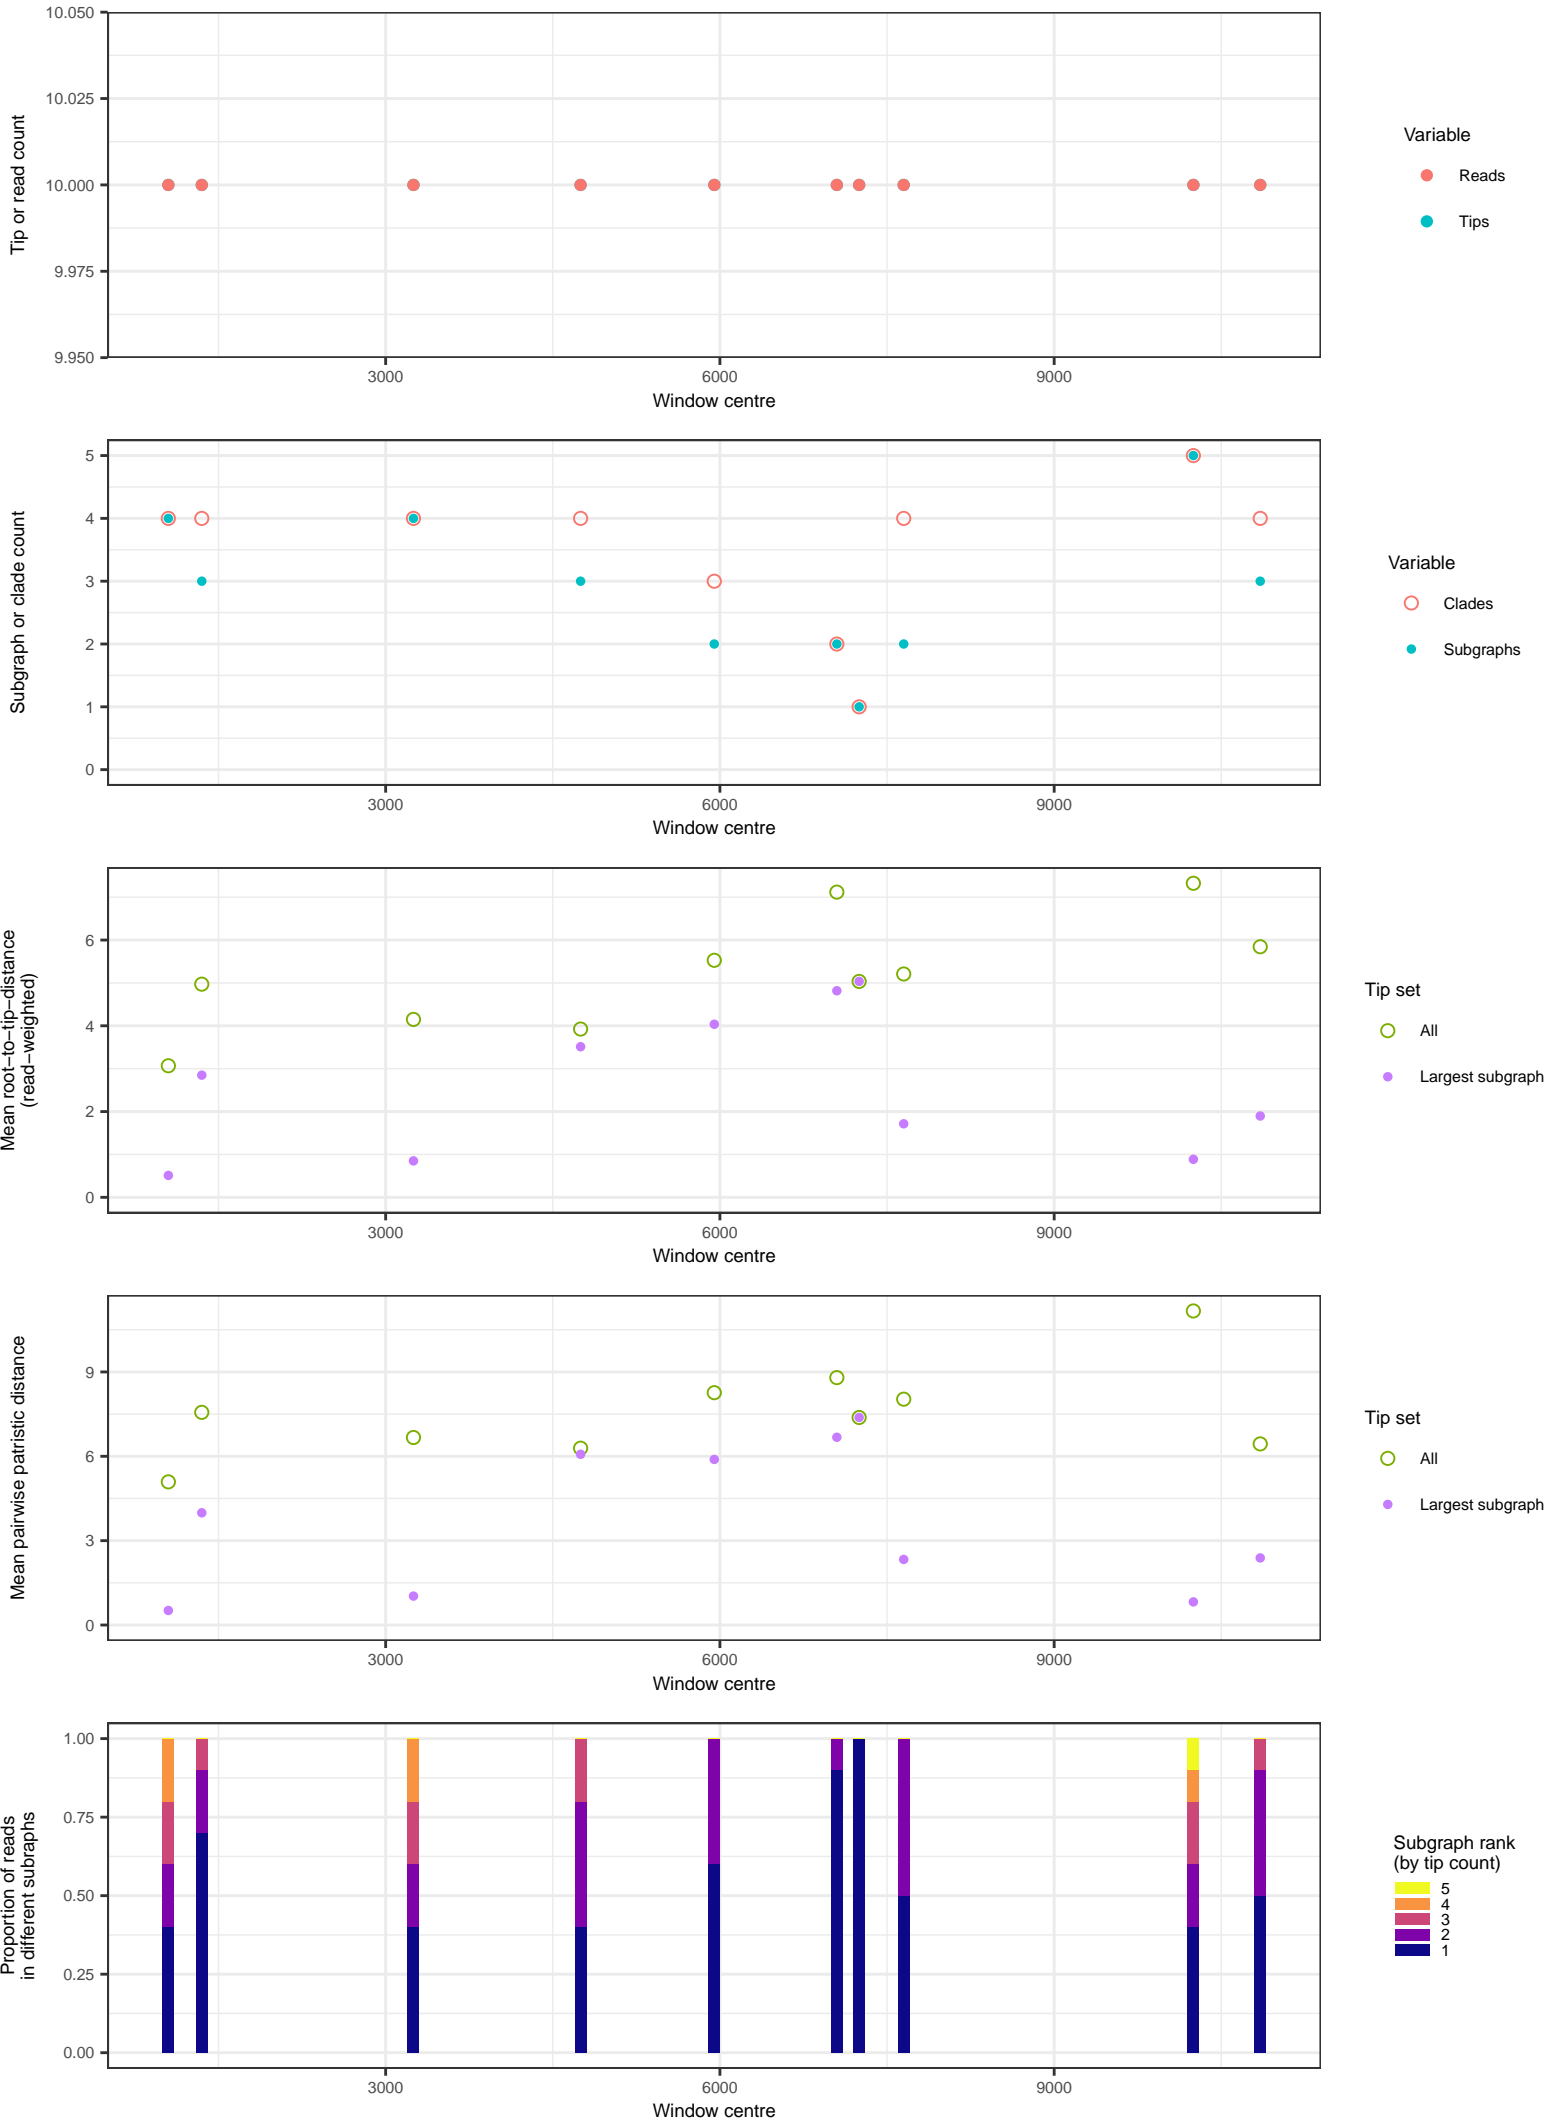 10.050
10.025
10.000
9.975
9.950
Tip or read count
3000 6000 9000
Window centre
Variable
Reads
Tips
5
4
3
2
1
0
Subgraph or clade count
3000 6000 9000
Window centre
Variable
Clades
Subgraphs
6
4
2
0
Mean root−to−tip−distance
(read−weighted)
3000 6000 9000
Window centre
Tip set
All
Largest subgraph
9
6
3
0
Mean pairwise patristic distance
3000 6000 9000
Window centre
Tip set
All
Largest subgraph
1.00
0.75
0.50
0.25
0.00
Proportion of reads
in different subraphs
3000 6000 9000
Window centre
Subgraph rank
(by tip count)
5
4
3
2
1